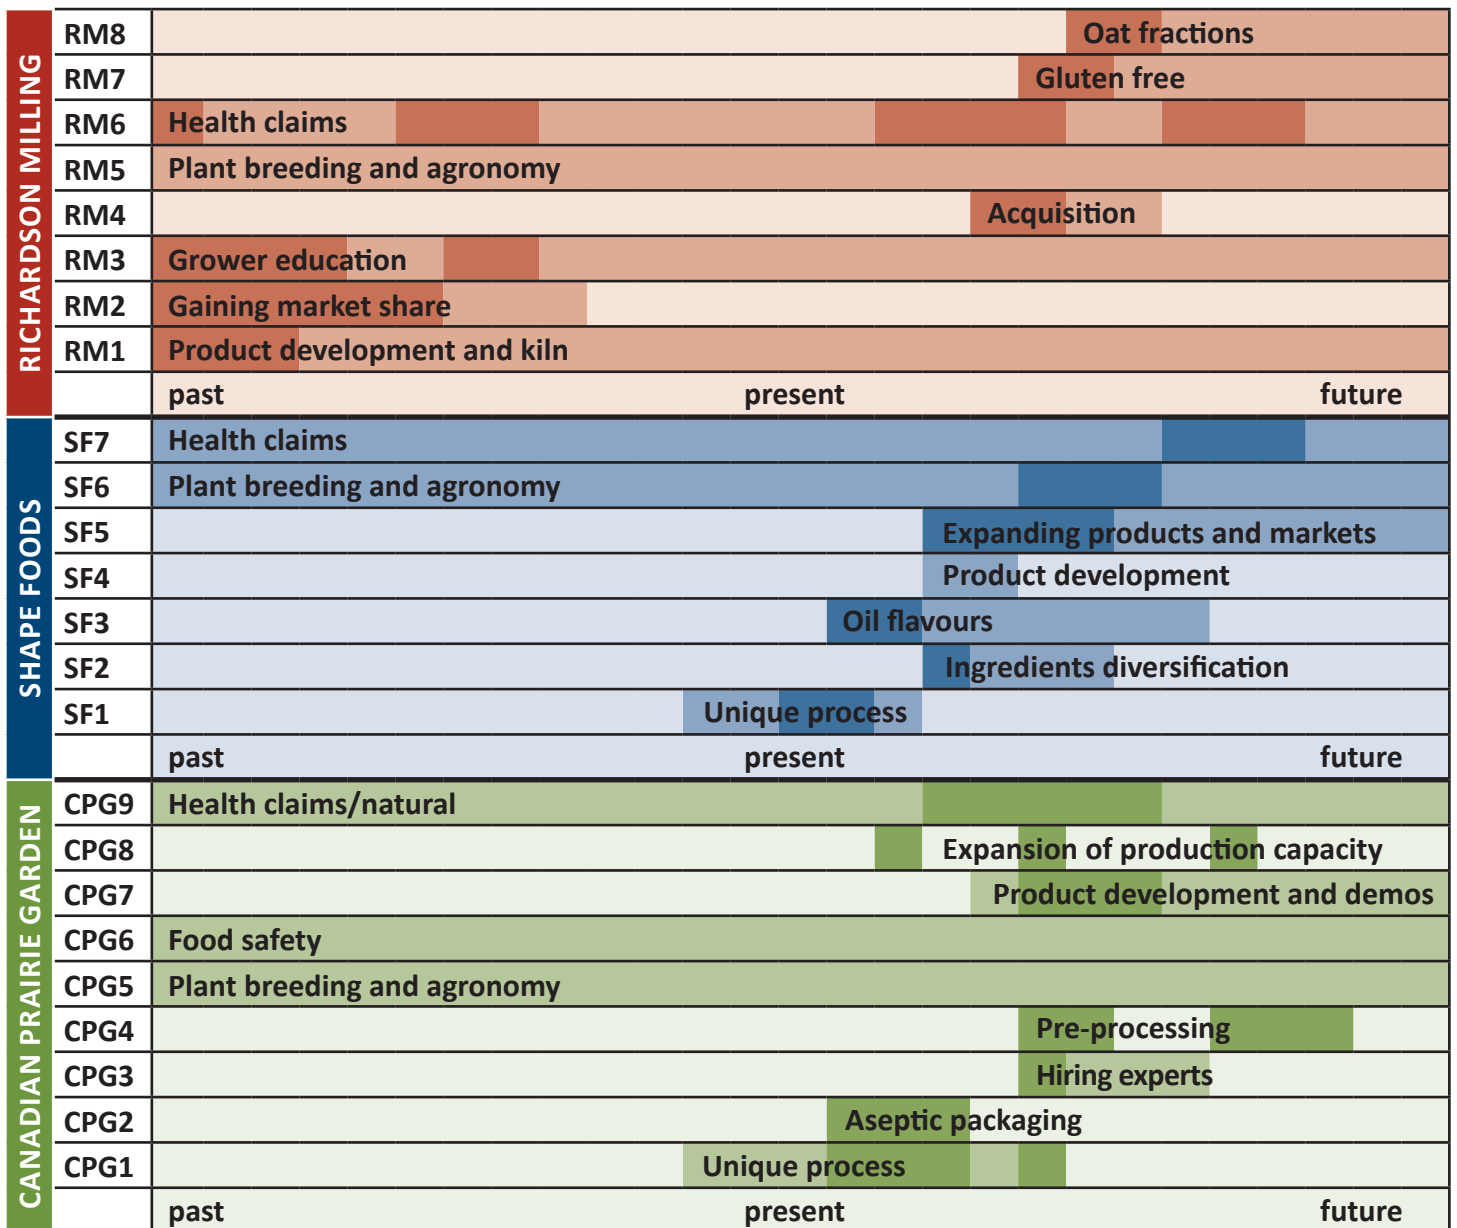 RICHARDSON MILLING
RM8 Oat fractions
RM7 Gluten free
RM6 Health claims
RM5 Plant breeding and agronomy
RM4 Acquisition
RM3 Grower education
RM2 Gaining market share
RM1 Product development and kiln
past present future
SHAPE FOODS
SF7 Health claims
SF6 Plant breeding and agronomy
SF5 Expanding products and markets
SF4 Product development
SF3 Oil flavours
SF2 Ingredients diversification
SF1 Unique process
past present future
CANADIAN PRAIRIE GARDEN
CPG9 Health claims/natural
CPG8 Expansion of production capacity
CPG7 Product development and demos
CPG6 Food safety
CPG5 Plant breeding and agronomy
CPG4 Pre-processing
CPG3 Hiring experts
CPG2 Aseptic packaging
CPG1 Unique process
past present future